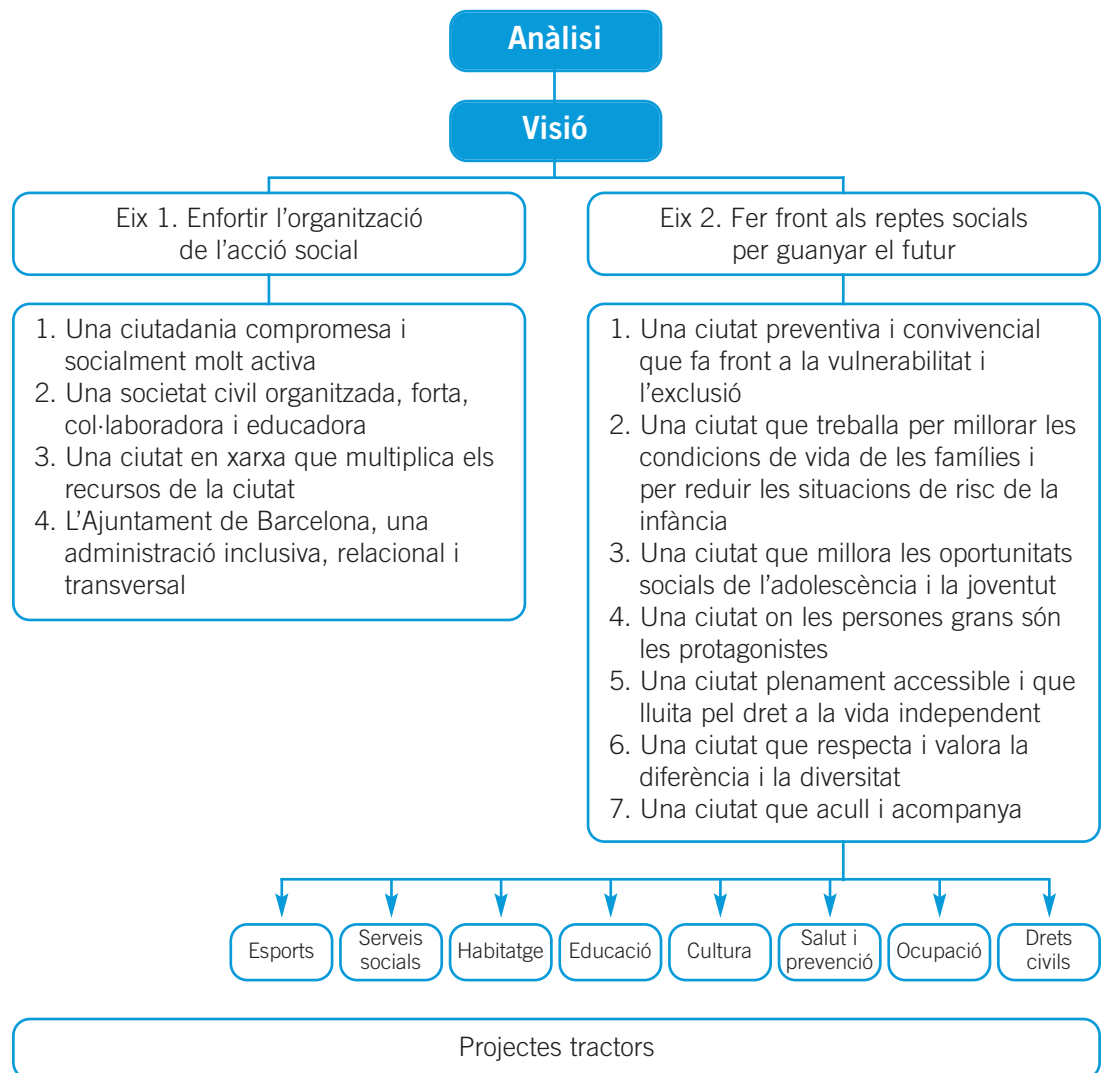 Anàlisi
Visió
Eix 1. Enfortir l'organització
de l'acció social
1. Una ciutadania compromesa i
socialment molt activa
2. Una societat civil organitzada, forta,
col·laboradora i educadora
3. Una ciutat en xarxa que multiplica els
recursos de la ciutat
4. L'Ajuntament de Barcelona, una
administració inclusiva, relacional i
transversal
Eix 2. Fer front als reptes socials
per guanyar el futur
1. Una ciutat preventiva i convivencial
que fa front a la vulnerabilitat i
l'exclusió
2. Una ciutat que treballa per millorar les
condicions de vida de les famílies i
per reduir les situacions de risc de la
infància
3. Una ciutat que millora les oportunitats
socials de l'adolescència i la joventut
4. Una ciutat on les persones grans són
les protagonistes
5. Una ciutat plenament accessible i que
lluita pel dret a la vida independent
6. Una ciutat que respecta i valora la
diferència i la diversitat
7. Una ciutat que acull i acompanya
Esports
Serveis
socials
Habitatge
Educació
Cultura
Salut i
prevenció
Ocupació
Drets
civils
Projectes tractors